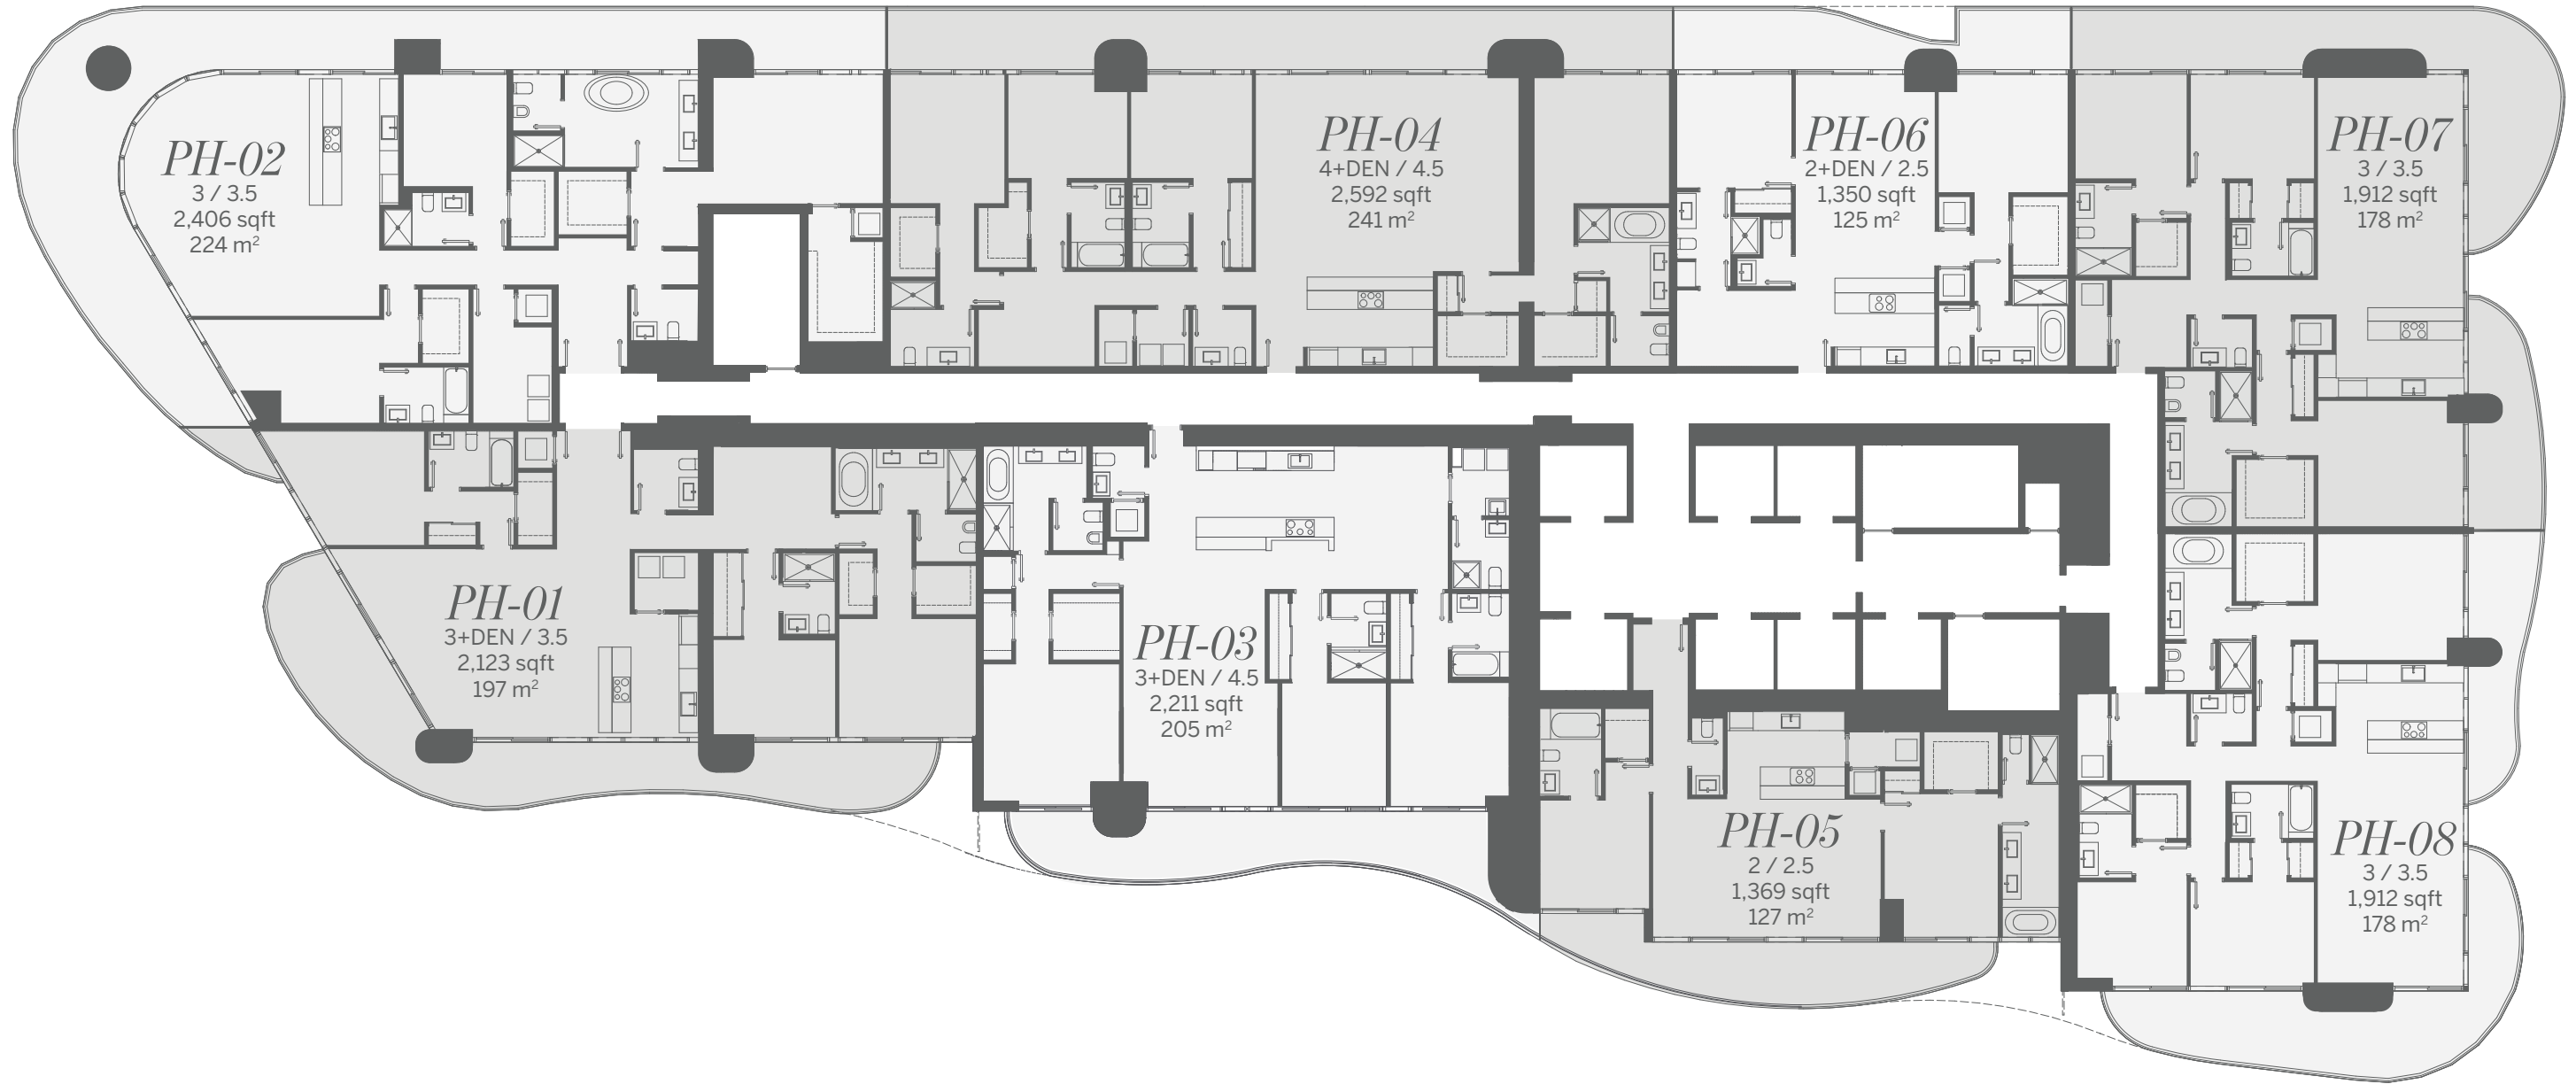 PH-02
3 / 3.5
2,406 sqft
224 m²
PH-04
4+DEN / 4.5
2,592 sqft
241 m²
PH-06
2+DEN / 2.5
1,350 sqft
125 m²
PH-07
3 / 3.5
1,912 sqft
178 m²
PH-01
3+DEN / 3.5
2,123 sqft
197 m²
PH-03
3+DEN / 4.5
2,211 sqft
205 m²
PH-05
2 / 2.5
1,369 sqft
127 m²
PH-08
3 / 3.5
1,912 sqft
178 m²